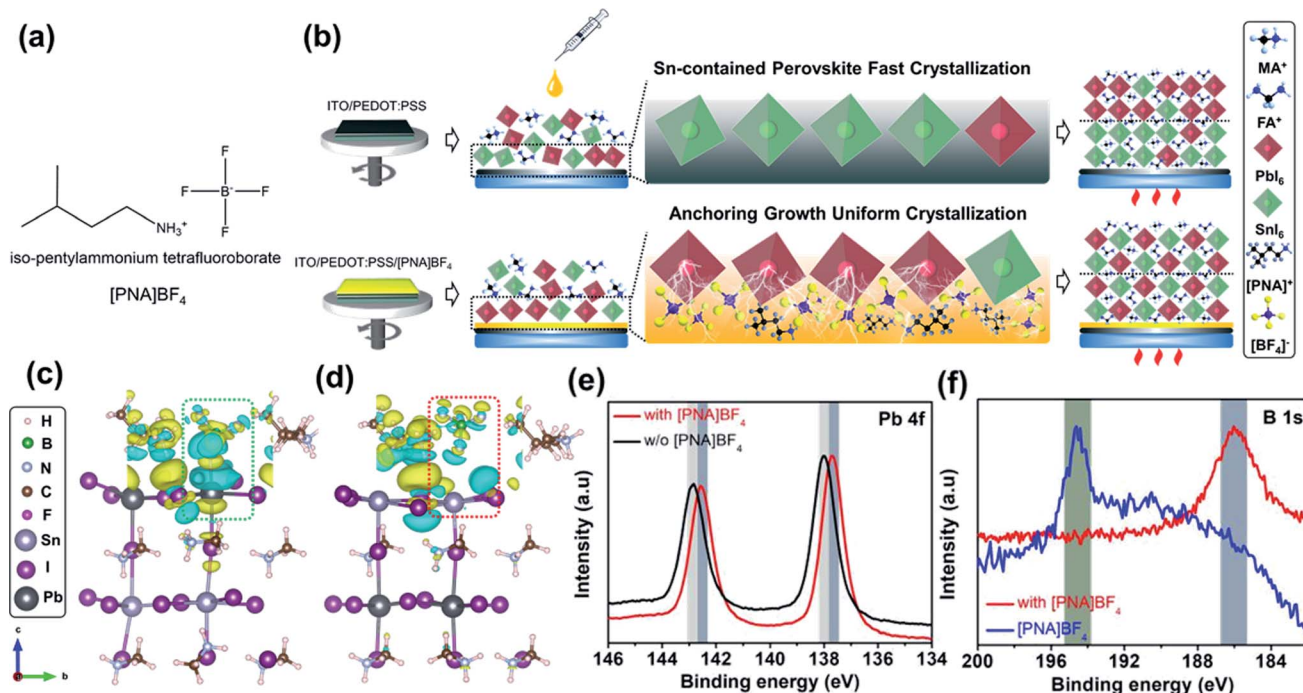 (a)
F
F
B-
F
F
NH3+
iso-pentylammonium tetrafluoroborate
[PNA]BF4
(b)
ITO/PEDOT:PSS
Sn-contained Perovskite Fast Crystallization
ITO/PEDOT:PSS/[PNA]BF4
Anchoring Growth Uniform Crystallization
MA+
FA+
PbI6
SnI6
[PNA]+
[BF4]-
(c)
H
B
N
C
F
Sn
I
Pb
c
b
(d)
(e)
with [PNA]BF4
w/o [PNA]BF4
Pb 4f
Intensity (a.u)
146 144 142 140 138 136 134
Binding energy (eV)
(f)
B 1s
Intensity (a.u)
with [PNA]BF4
[PNA]BF4
200 196 192 188 184
Binding energy (eV)